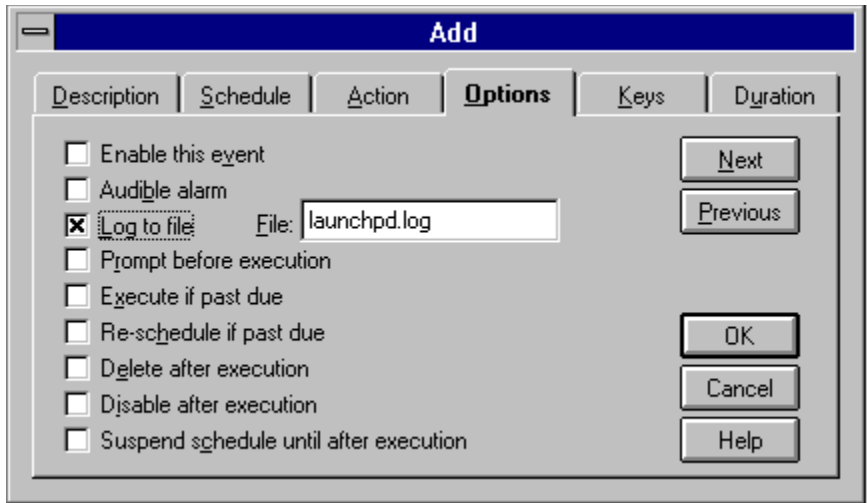 Add
Description Schedule Action Options Keys Duration
Enable this event
Next
Audible alarm
Log to file File: launchpd.log
Previous
Prompt before execution
Execute if past due
Re-schedule if past due
OK
Delete after execution
Cancel
Disable after execution
Suspend schedule until after execution
Help